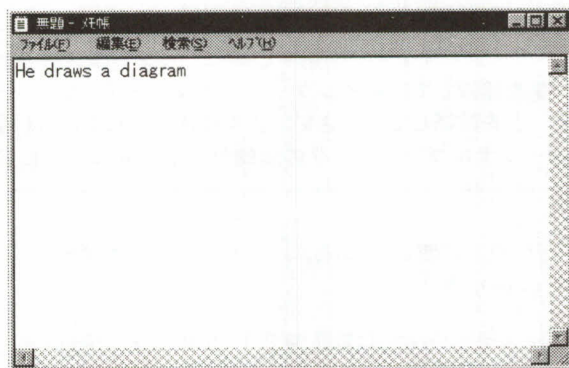 無題 - メモ帳
ファイル(F) 編集(E) 検索(S) ヘルプ(H)
He draws a diagram